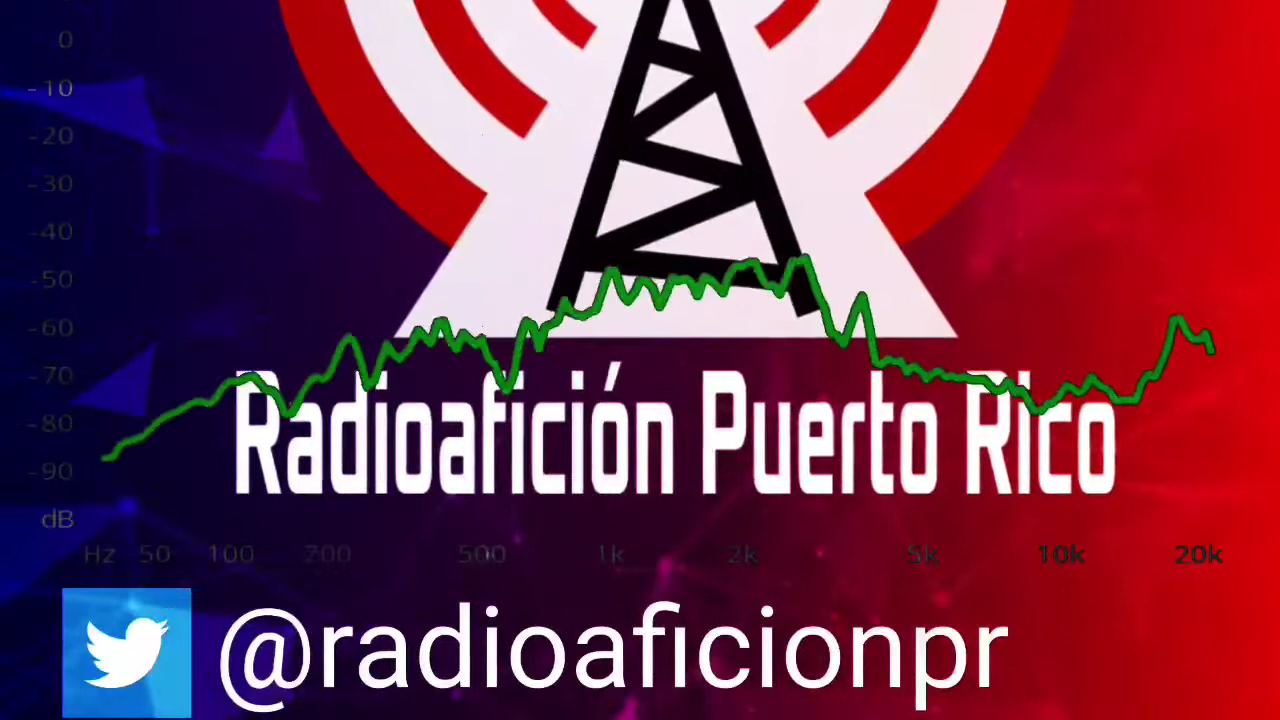 0
-10
-20
-30
-40
-50
-60
-70
-80
-90
dB
Radioafición Puerto Rico
Hz 50 100 200 500 1k 2k 5k 10k 20k
@radioaficionpr